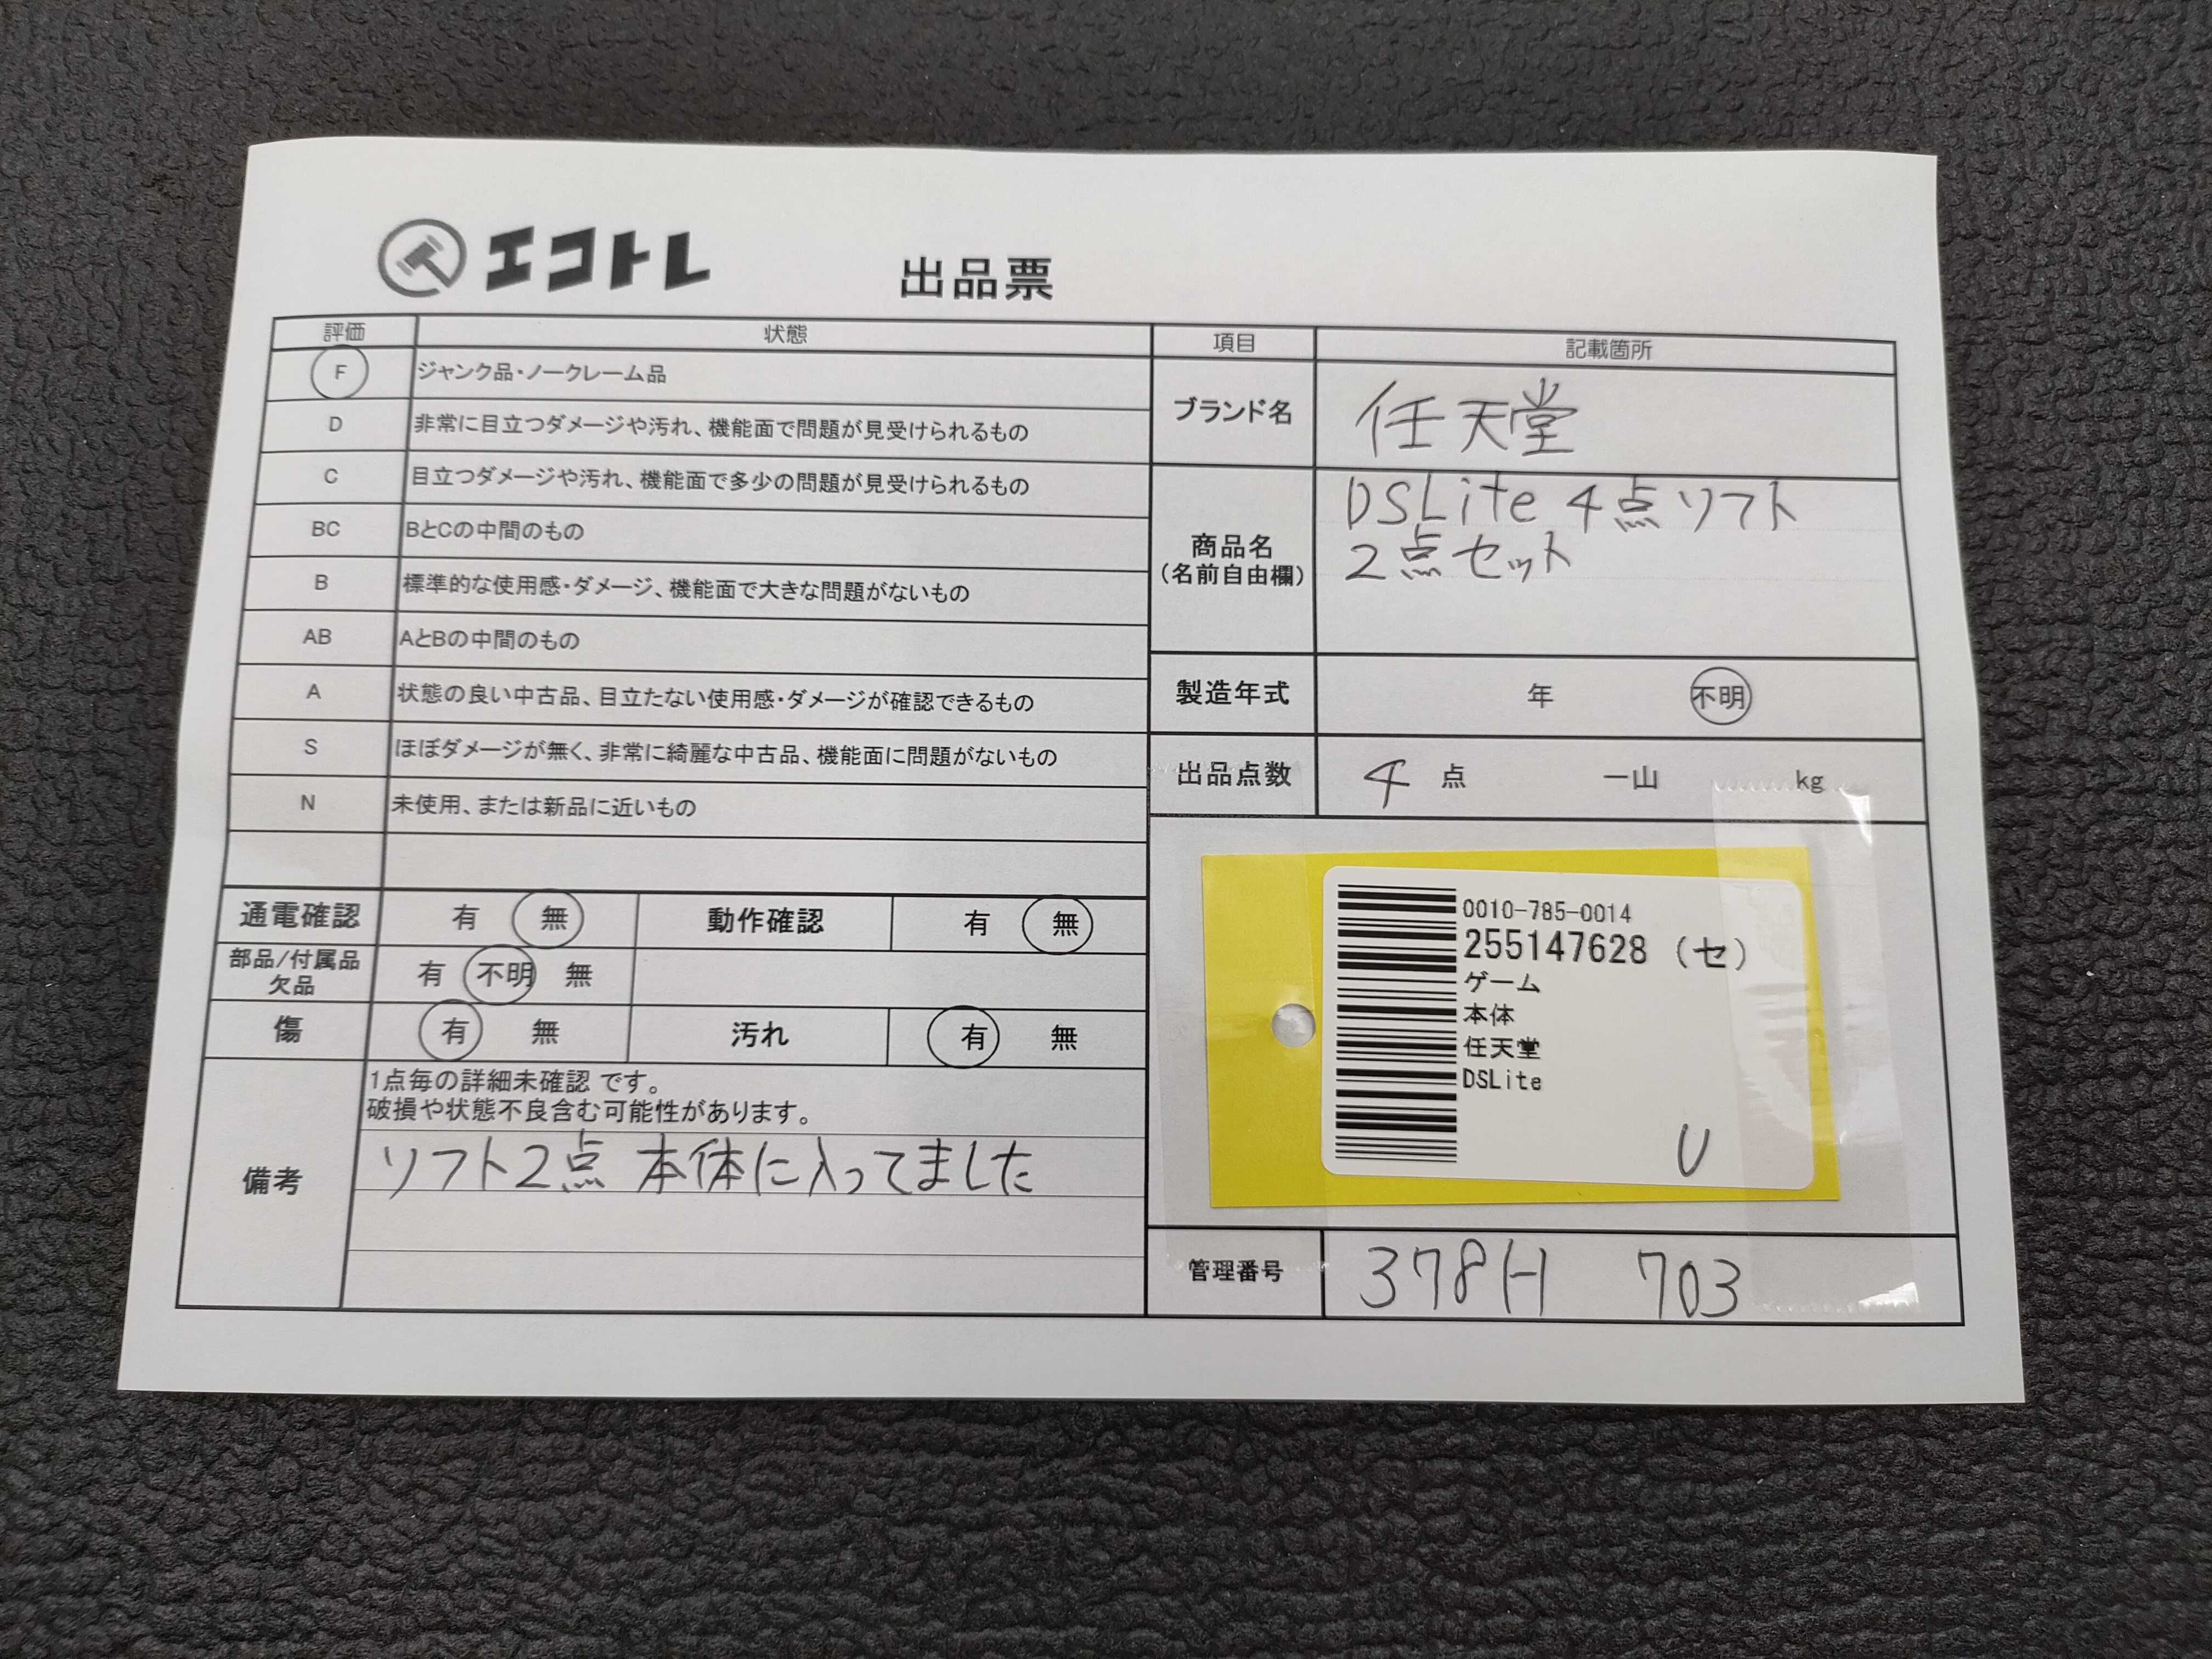 エコトレ
出品票
評価 状態
F ジャンク品・ノークレーム品
D 非常に目立つダメージや汚れ、機能面で問題が見受けられるもの
C 目立つダメージや汚れ、機能面で多少の問題が見受けられるもの
BC BとCの中間のもの
B 標準的な使用感・ダメージ、機能面で大きな問題がないもの
AB AとBの中間のもの
A 状態の良い中古品、目立たない使用感・ダメージが確認できるもの
S ほぼダメージが無く、非常に綺麗な中古品、機能面に問題がないもの
N 未使用、または新品に近いもの
通電確認 有 無 動作確認 有 無
部品/付属品
欠品 有 不明 無
傷 有 無 汚れ 有 無
備考
1点毎の詳細未確認 です。
破損や状態不良含む可能性があります。
ソフト2点 本体に入ってました
項目 記載箇所
ブランド名 任天堂
商品名
(名前自由欄)
DSLite 4点ソフト
2点セット
製造年式 年 不明
出品点数 4 点 一山 kg
0010-785-0014
255147628 (セ)
ゲーム
本体
任天堂
DSLite
U
管理番号 378H 703